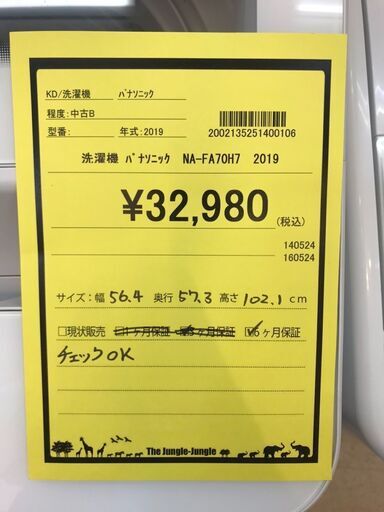 KD/洗濯機 ﾊﾟﾅｿﾆｯｸ
程度:中古B
型番: 年式:2019
2002135251400106
洗濯機 ﾊﾟﾅｿﾆｯｸ NA-FA70H7 2019
¥32,980(税込)
140524
160524
サイズ:幅 56.4 奥行 57.3 高さ 102.1 cm
□現状販売 □1ヶ月保証 ☑3ヶ月保証 ☑6ヶ月保証
チェックOK
The Jungle-Jungle